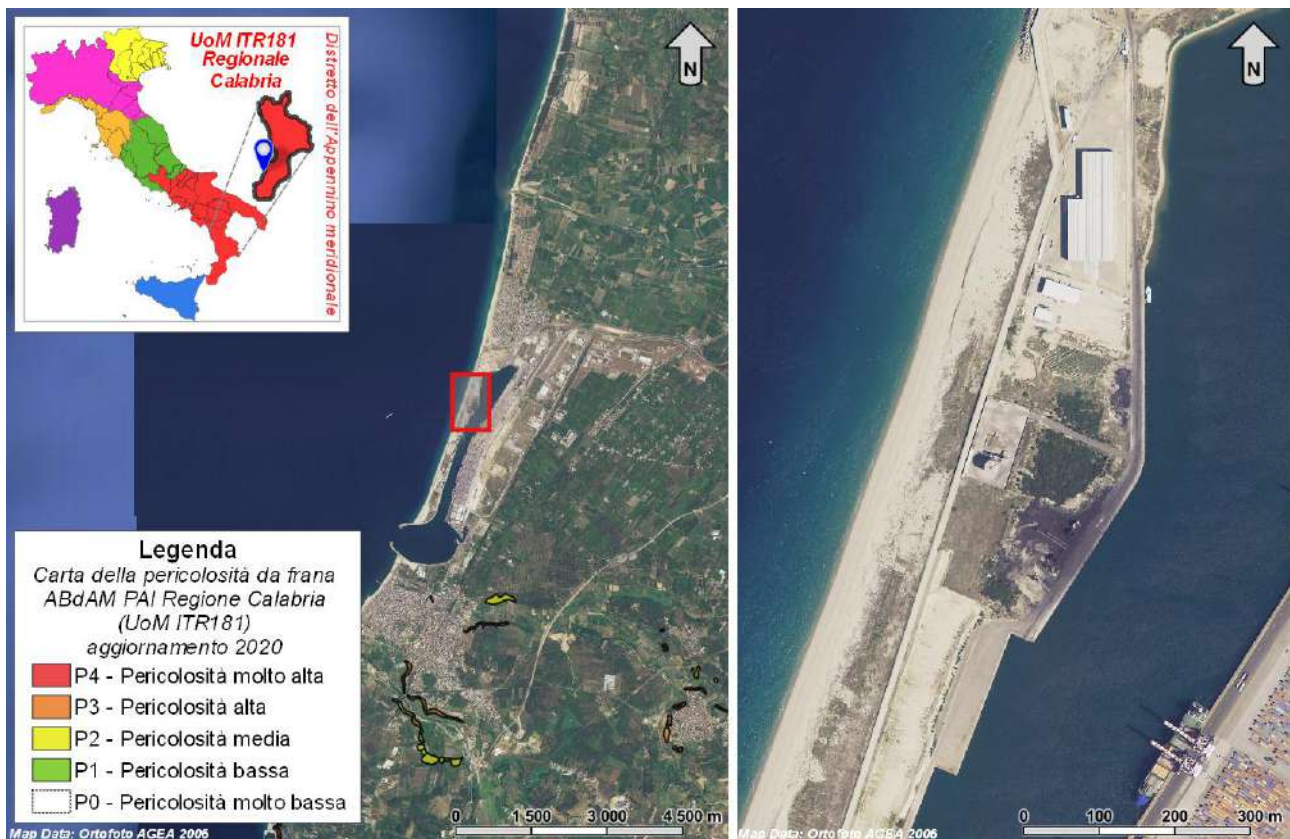 UoM ITR181
Regionale
Calabria
Distretto dell'Appennino meridionale
N
Legenda
Carta della pericolosità da frana
ABdAM PAI Regione Calabria
(UoM ITR181)
aggiornamento 2020
P4 - Pericolosità molto alta
P3 - Pericolosità alta
P2 - Pericolosità media
P1 - Pericolosità bassa
P0 - Pericolosità molto bassa
0 1 500 3 000 4 500 m
Map Data: Ortofoto AGEA 2006
N
0 100 200 300 m
Map Data: Ortofoto AGEA 2006